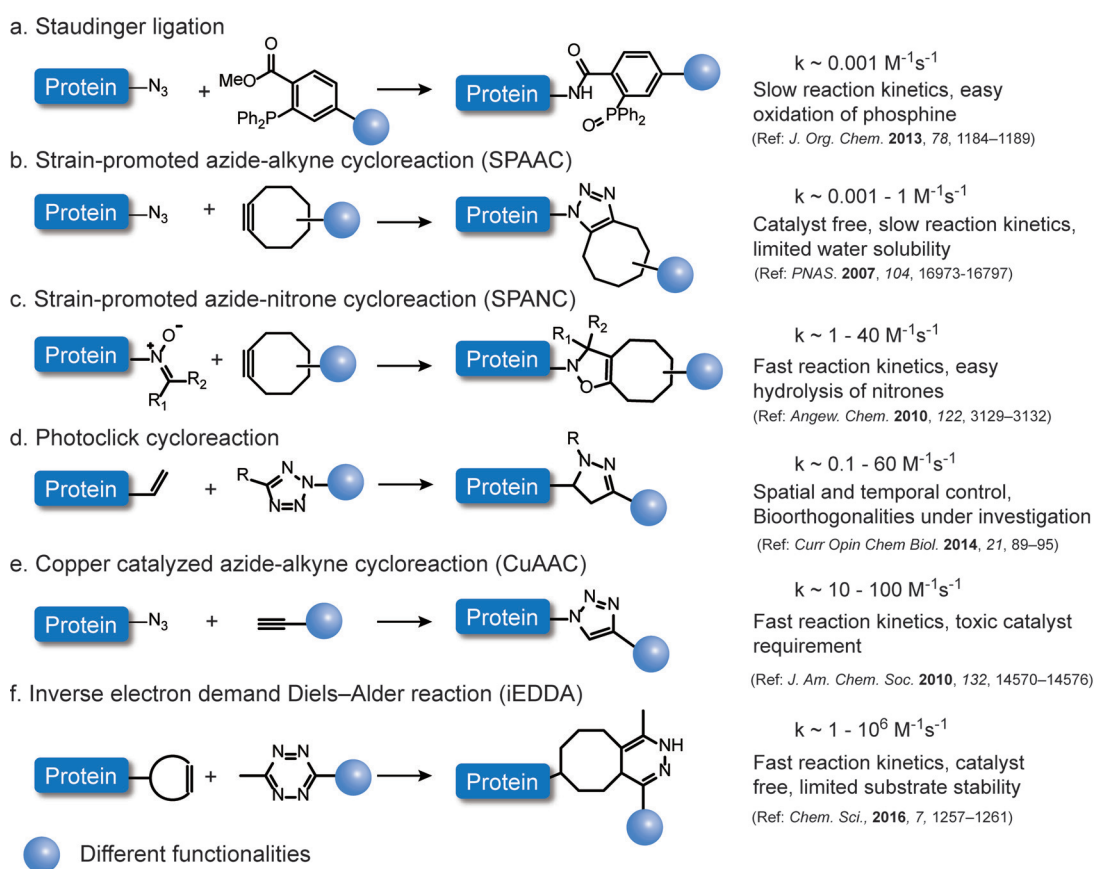 a. Staudinger ligation
Protein
N3
+
MeO
O
Ph2P
Protein
NH
O
O
PPh2
k ~ 0.001 M-1s-1
Slow reaction kinetics, easy
oxidation of phosphine
(Ref: J. Org. Chem. 2013, 78, 1184–1189)
b. Strain-promoted azide-alkyne cycloreaction (SPAAC)
Protein
N3
+
Protein
N
N
N
k ~ 0.001 - 1 M-1s-1
Catalyst free, slow reaction kinetics,
limited water solubility
(Ref: PNAS. 2007, 104, 16973-16797)
c. Strain-promoted azide-nitrone cycloreaction (SPANC)
Protein
+
N
O
-
R1
R2
+
Protein
N
O
R1
R2
k ~ 1 - 40 M-1s-1
Fast reaction kinetics, easy
hydrolysis of nitrones
(Ref: Angew. Chem. 2010, 122, 3129–3132)
d. Photoclick cycloreaction
Protein
+
R
N
N
N=N
Protein
R
N
N
k ~ 0.1 - 60 M-1s-1
Spatial and temporal control,
Bioorthogonalities under investigation
(Ref: Curr Opin Chem Biol. 2014, 21, 89–95)
e. Copper catalyzed azide-alkyne cycloreaction (CuAAC)
Protein
N3
+
Protein
N
N
N
k ~ 10 - 100 M-1s-1
Fast reaction kinetics, toxic catalyst
requirement
(Ref: J. Am. Chem. Soc. 2010, 132, 14570–14576)
f. Inverse electron demand Diels–Alder reaction (iEDDA)
Protein
+
N=N
N=N
Protein
NH
N
k ~ 1 - 106 M-1s-1
Fast reaction kinetics, catalyst
free, limited substrate stability
(Ref: Chem. Sci., 2016, 7, 1257–1261)
Different functionalities